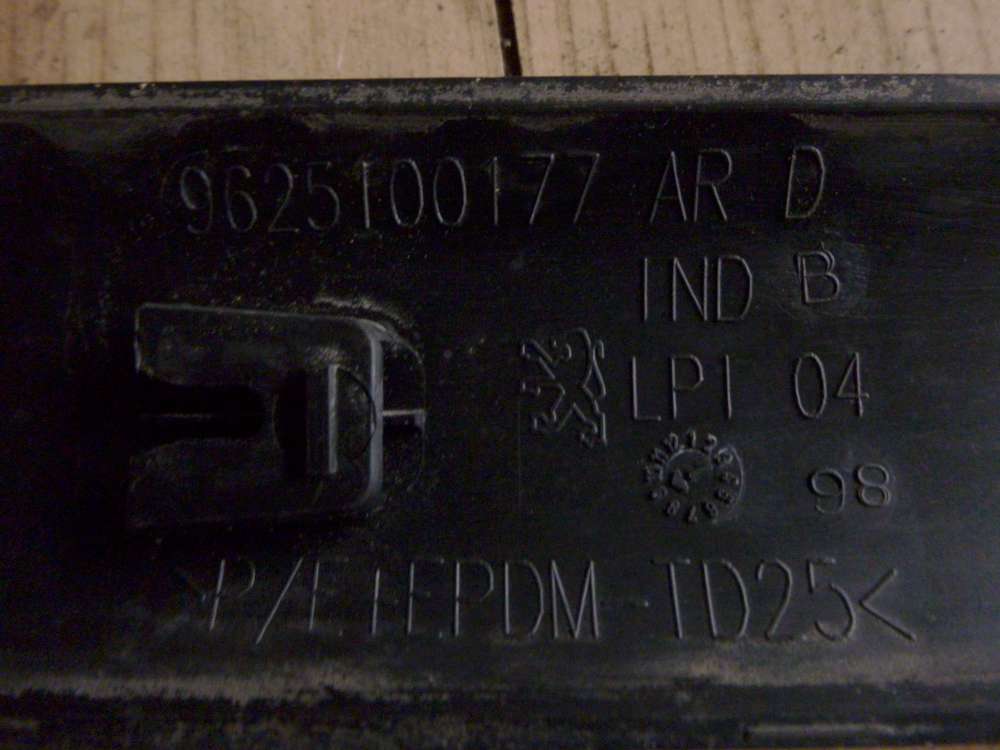 9625100177 AR D
IND B
LPI 04
98
>P/E+EPDM-TD25<